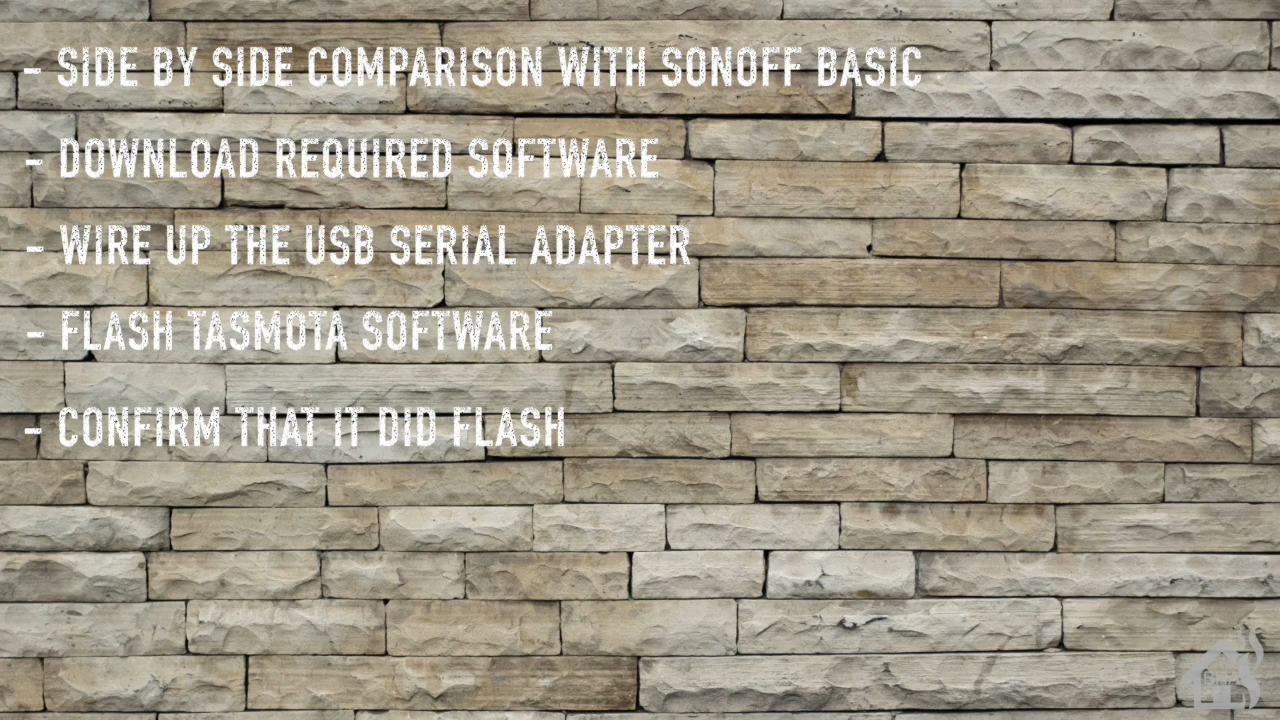 - SIDE BY SIDE COMPARISON WITH SONOFF BASIC
- DOWNLOAD REQUIRED SOFTWARE
- WIRE UP THE USB SERIAL ADAPTER
- FLASH TASMOTA SOFTWARE
- CONFIRM THAT IT DID FLASH